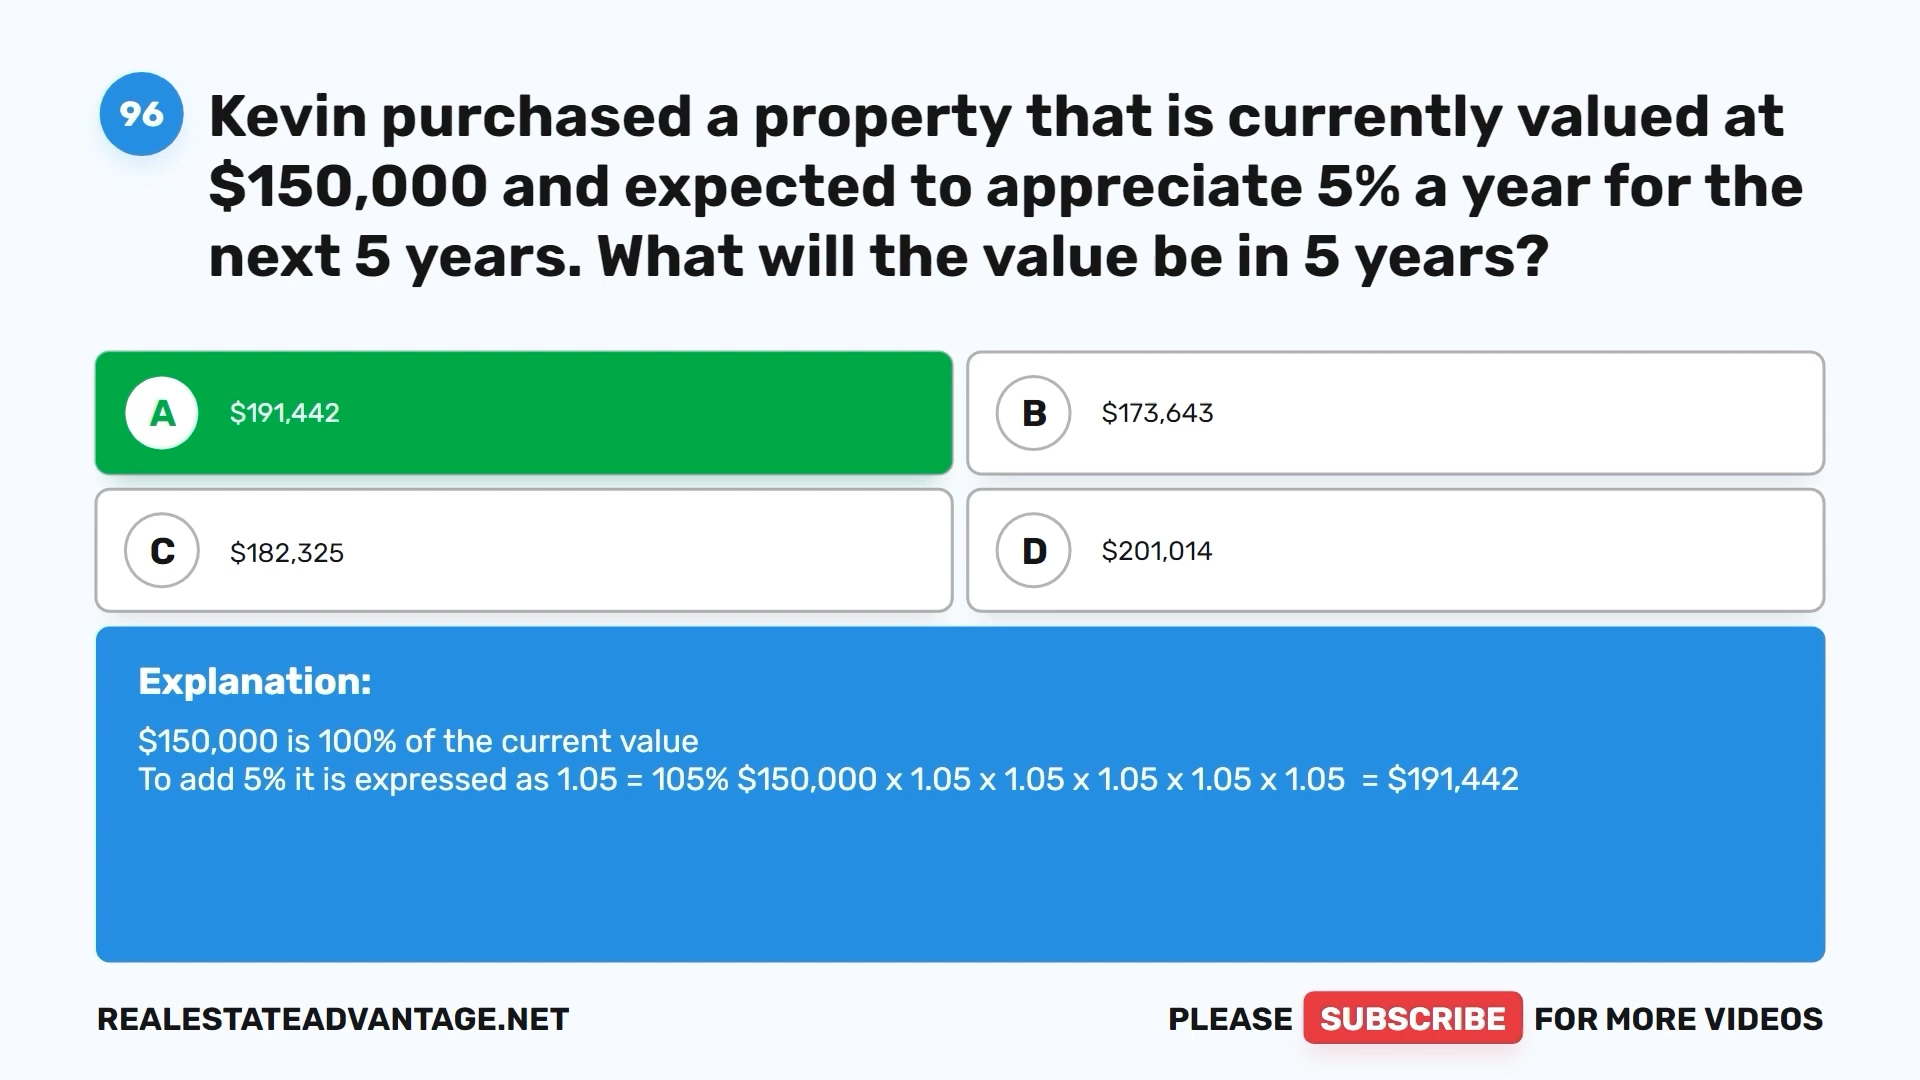 96
Kevin purchased a property that is currently valued at
$150,000 and expected to appreciate 5% a year for the
next 5 years. What will the value be in 5 years?
A $191,442
B $173,643
C $182,325
D $201,014
Explanation:
$150,000 is 100% of the current value
To add 5% it is expressed as 1.05 = 105% $150,000 x 1.05 x 1.05 x 1.05 x 1.05 x 1.05 = $191,442
REALESTATEADVANTAGE.NET
PLEASE SUBSCRIBE FOR MORE VIDEOS